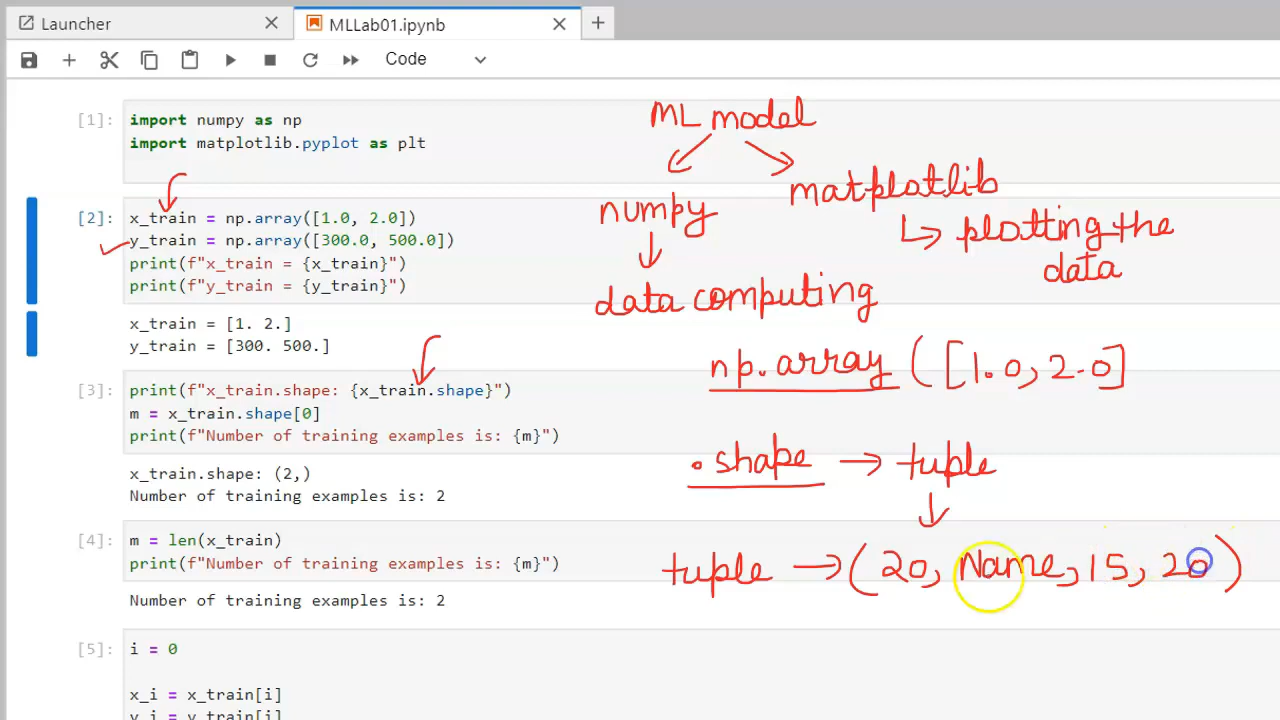 Launcher
MLLab01.ipynb
Code
[1]:
import numpy as np
import matplotlib.pyplot as plt
ML model
numpy
matplotlib
plotting the
data
data computing
[2]:
x_train = np.array([1.0, 2.0])
y_train = np.array([300.0, 500.0])
print(f"x_train = {x_train}")
print(f"y_train = {y_train}")
x_train = [1. 2.]
y_train = [300. 500.]
np.array ([1.0, 2.0]
[3]:
print(f"x_train.shape: {x_train.shape}")
m = x_train.shape[0]
print(f"Number of training examples is: {m}")
x_train.shape: (2,)
Number of training examples is: 2
.shape → tuple
[4]:
m = len(x_train)
print(f"Number of training examples is: {m}")
Number of training examples is: 2
tuple → (20, Name, 15, 20)
[5]:
i = 0
x_i = x_train[i]
y_i = y_train[i]